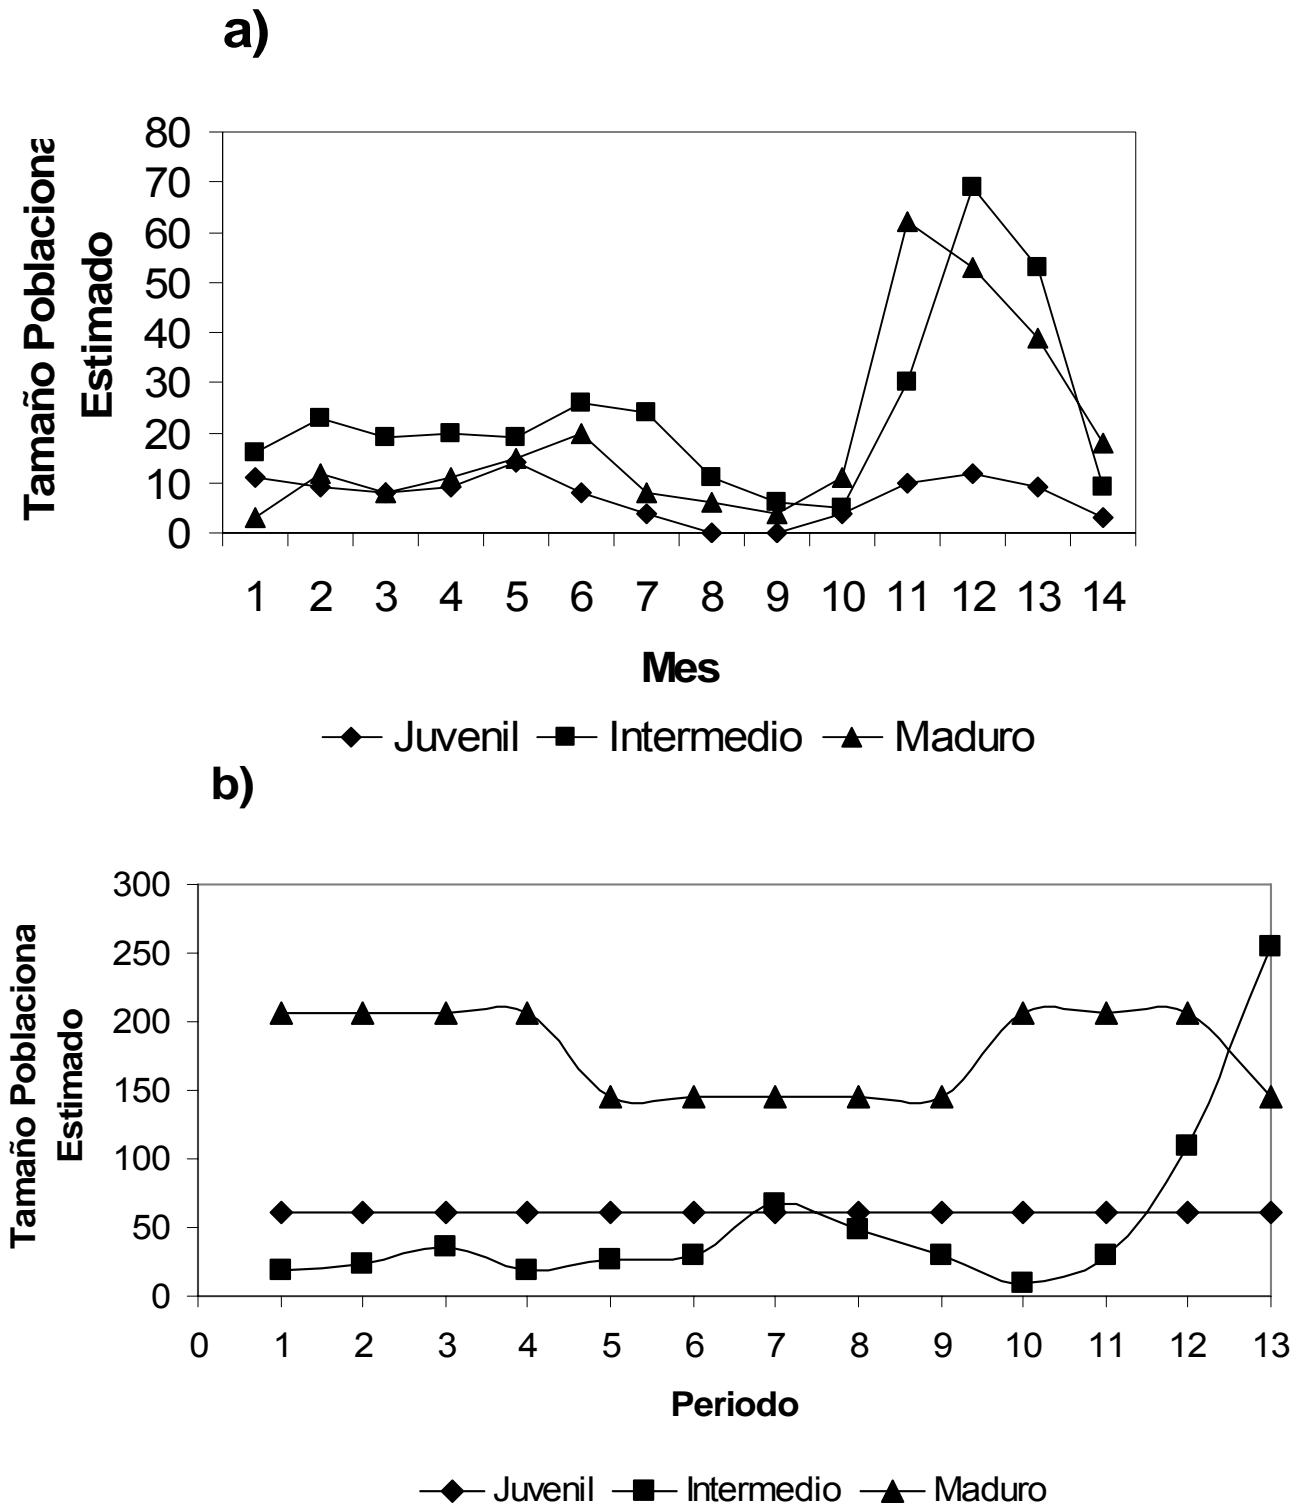 a)
Tamaño Poblaciona
Estimado
80
70
60
50
40
30
20
10
0
1 2 3 4 5 6 7 8 9 10 11 12 13 14
Mes
Juvenil Intermedio Maduro
b)
Tamaño Poblaciona
Estimado
300
250
200
150
100
50
0
0 1 2 3 4 5 6 7 8 9 10 11 12 13
Periodo
Juvenil Intermedio Maduro